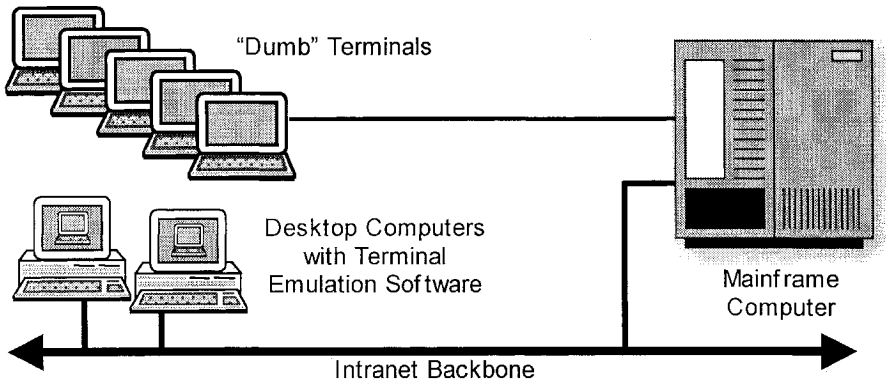 “Dumb” Terminals
Desktop Computers
with Terminal
Emulation Software
Mainframe
Computer
Intranet Backbone